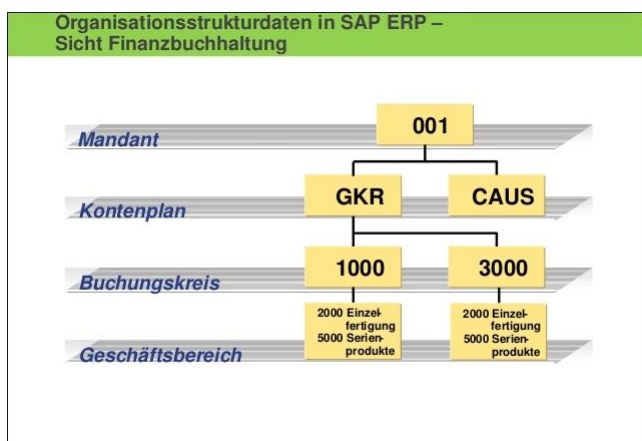 Organisationsstrukturdaten in SAP ERP –
Sicht Finanzbuchhaltung
001
Mandant
GKR
CAUS
Kontenplan
1000
3000
Buchungskreis
2000 Einzel-
fertigung
5000 Serien-
produkte
2000 Einzel-
fertigung
5000 Serien-
produkte
Geschäftsbereich